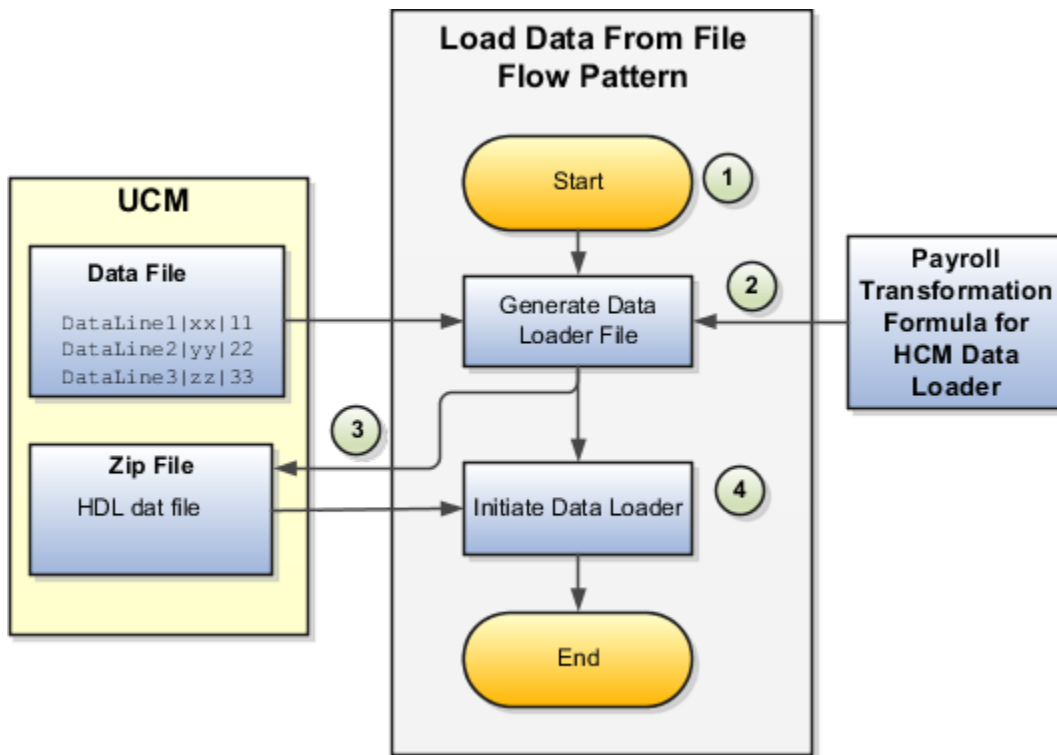 Load Data From File
Flow Pattern
Start
1
UCM
Data File
DataLine1|xx|11
DataLine2|yy|22
DataLine3|zz|33
Generate Data
Loader File
2
Payroll
Transformation
Formula for
HCM Data
Loader
3
Zip File
HDL dat file
Initiate Data Loader
4
End